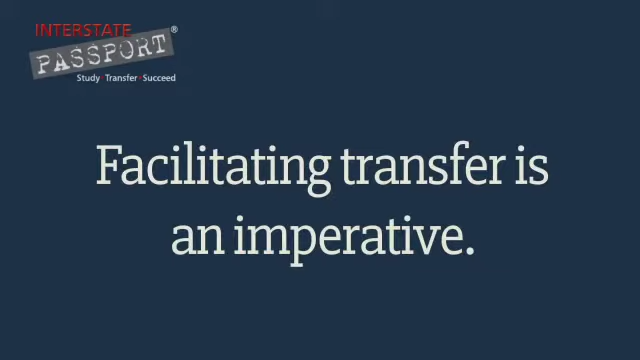 INTERSTATE
PASSPORT®
Study•Transfer•Succeed
Facilitating transfer is
an imperative.